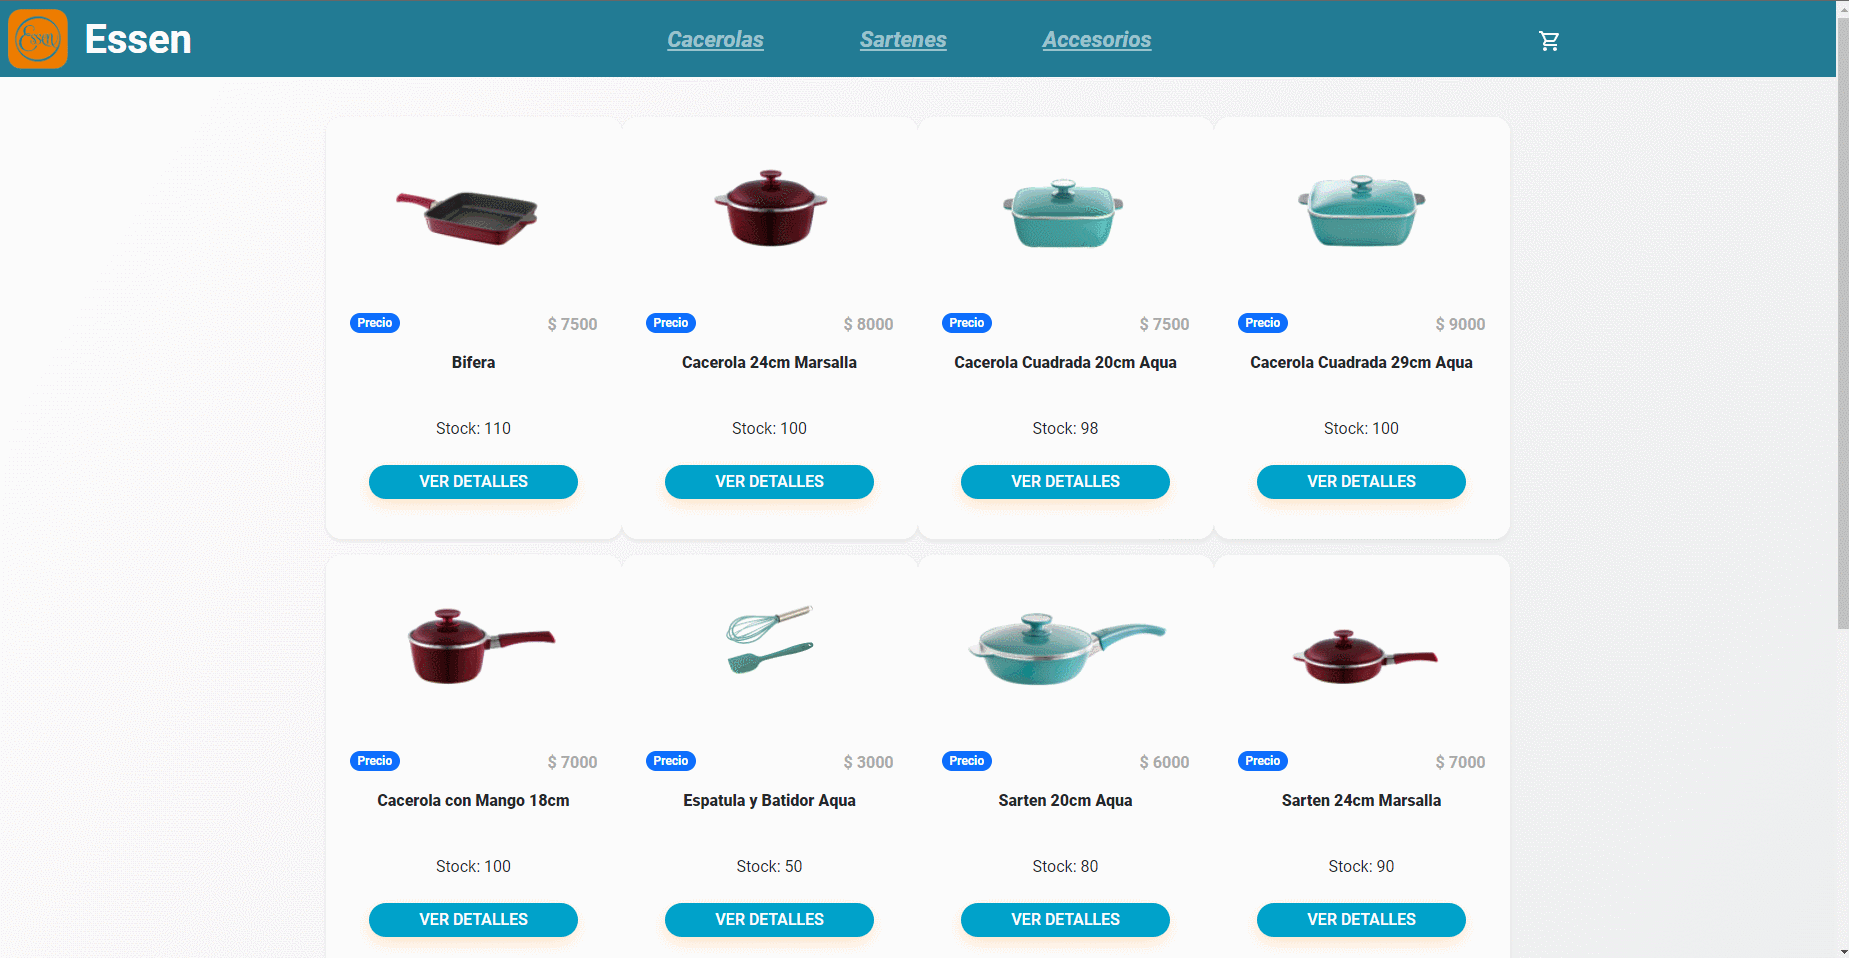 Essen Essen Cacerolas Sartenes Accesorios
Precio $ 7500 Precio $ 8000 Precio $ 7500 Precio $ 9000
Bifera Cacerola 24cm Marsalla Cacerola Cuadrada 20cm Aqua Cacerola Cuadrada 29cm Aqua
Stock: 110 Stock: 100 Stock: 98 Stock: 100
VER DETALLES VER DETALLES VER DETALLES VER DETALLES
Precio $ 7000 Precio $ 3000 Precio $ 6000 Precio $ 7000
Cacerola con Mango 18cm Espatula y Batidor Aqua Sarten 20cm Aqua Sarten 24cm Marsalla
Stock: 100 Stock: 50 Stock: 80 Stock: 90
VER DETALLES VER DETALLES VER DETALLES VER DETALLES